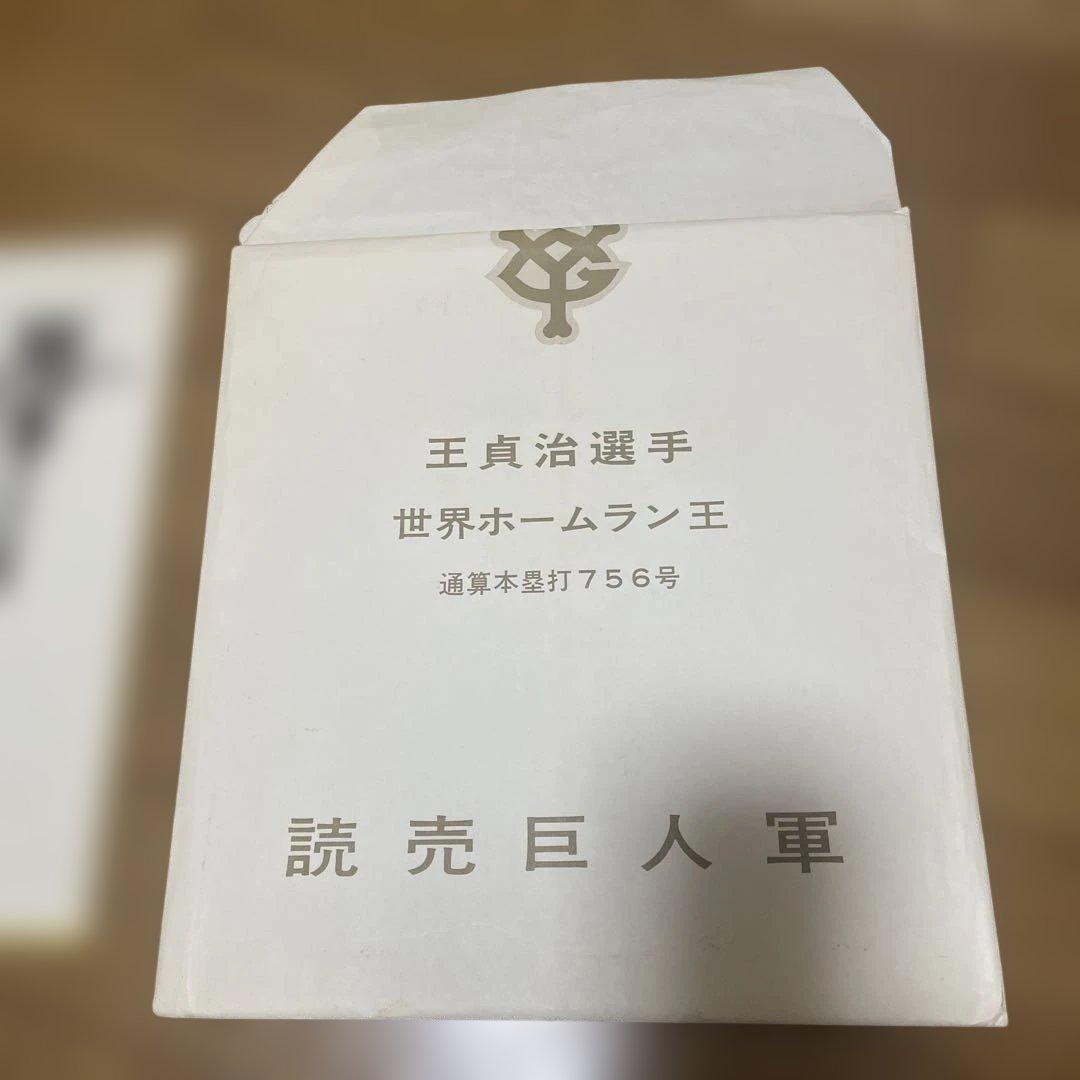 王貞治選手
世界ホームラン王
通算本塁打756号
読売巨人軍